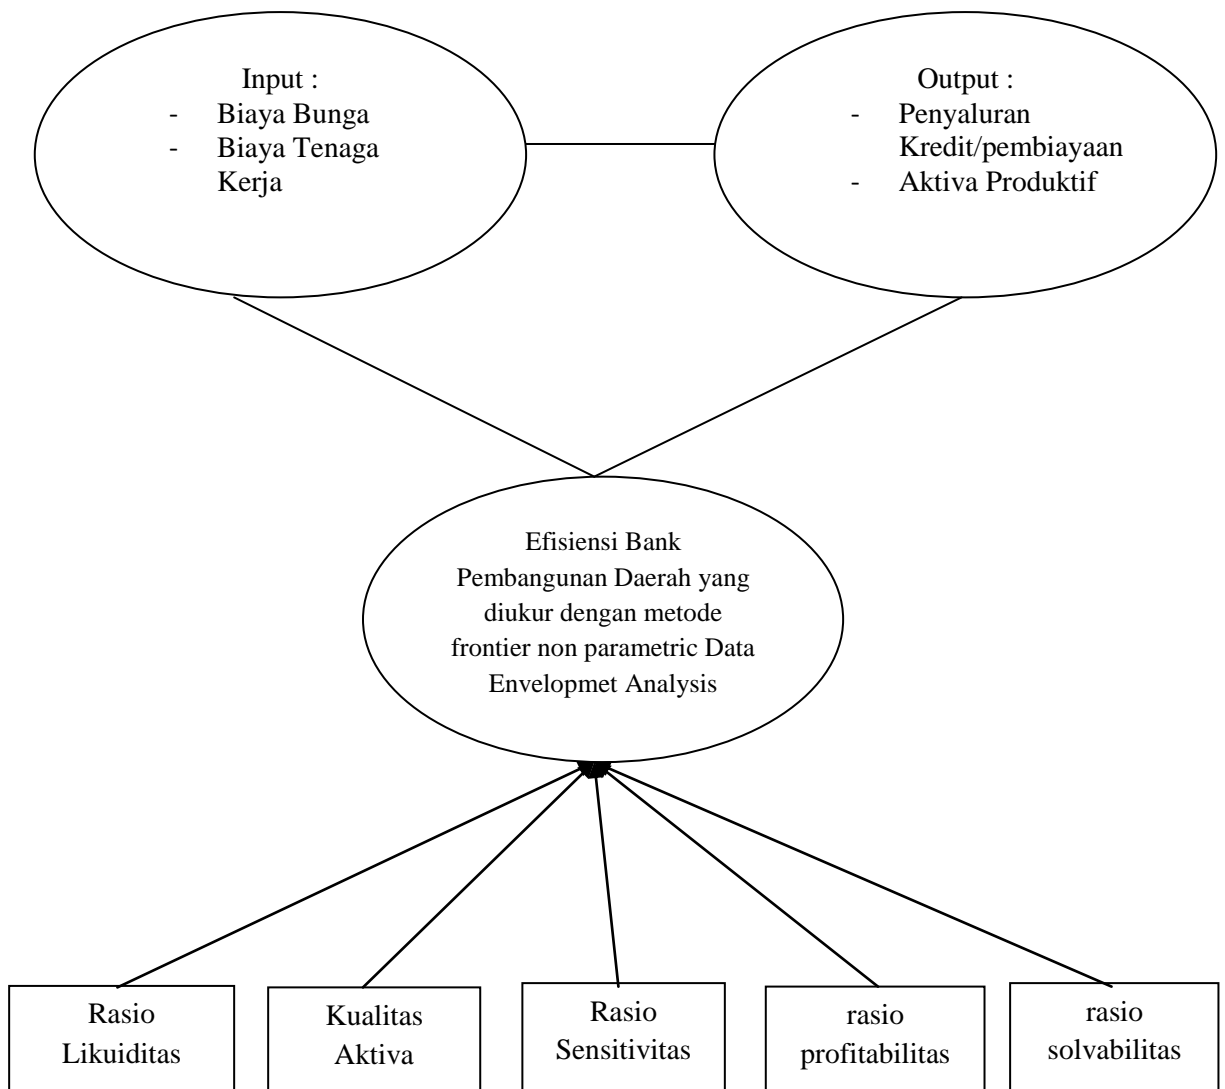 Input :
- Biaya Bunga
- Biaya Tenaga
Kerja
Output :
- Penyaluran
Kredit/pembiayaan
- Aktiva Produktif
Efisiensi Bank
Pembangunan Daerah yang
diukur dengan metode
frontier non parametric Data
Envelopmet Analysis
Rasio
Likuiditas
Kualitas
Aktiva
Rasio
Sensitivitas
rasio
profitabilitas
rasio
solvabilitas